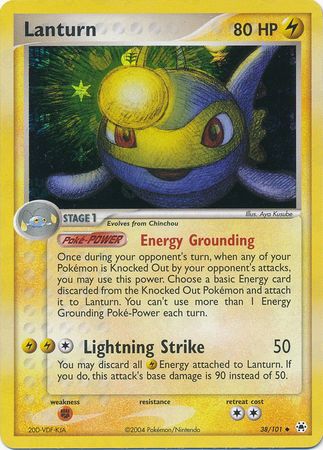 Lanturn 80 HP
Illus. Aya Kusube
STAGE 1
Evolves from Chinchou
Poké-POWER Energy Grounding
Once during your opponent's turn, when any of
your Pokémon is Knocked Out by your opponent's attacks,
you may use this power. Choose a basic Energy card
discarded from the Knocked Out Pokémon and attach
it to Lanturn. You can't use more than 1 Energy
Grounding Poké-Power each turn.
Lightning Strike 50
You may discard all Energy attached to Lanturn. If
you do, this attack's base damage is 90 instead of 50.
weakness resistance retreat cost
200-VDF-KJA ©2004 Pokémon/Nintendo 38/101